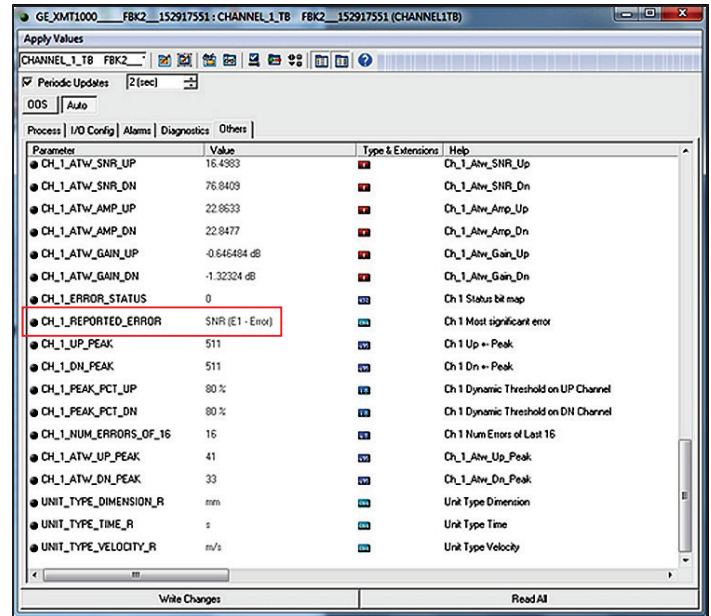 GE_XMT1000____FBK2__152917551 : CHANNEL_1_TB FBK2__152917551 (CHANNEL1TB)
Apply Values
CHANNEL_1_TB FBK2__
Periodic Updates 2 (sec)
OOS Auto
Process I/O Config Alarms Diagnostics Others
Parameter Value Type & Extensions Help
CH_1_ATW_SNR_UP 16.4983 Ch_1_Atw_SNR_Up
CH_1_ATW_SNR_DN 76.8409 Ch_1_Atw_SNR_Dn
CH_1_ATW_AMP_UP 22.8633 Ch_1_Atw_Amp_Up
CH_1_ATW_AMP_DN 22.8477 Ch_1_Atw_Amp_Dn
CH_1_ATW_GAIN_UP -0.646484 dB Ch_1_Atw_Gain_Up
CH_1_ATW_GAIN_DN -1.32324 dB Ch_1_Atw_Gain_Dn
CH_1_ERROR_STATUS 0 Ch 1 Status bit map
CH_1_REPORTED_ERROR SNR (E1 - Error) Ch 1 Most significant error
CH_1_UP_PEAK 511 Ch 1 Up +- Peak
CH_1_DN_PEAK 511 Ch 1 Dn +- Peak
CH_1_PEAK_PCT_UP 80 % Ch 1 Dynamic Threshold on UP Channel
CH_1_PEAK_PCT_DN 80 % Ch 1 Dynamic Threshold on DN Channel
CH_1_NUM_ERRORS_OF_16 16 Ch 1 Num Errors of Last 16
CH_1_ATW_UP_PEAK 41 Ch_1_Atw_Up_Peak
CH_1_ATW_DN_PEAK 33 Ch_1_Atw_Dn_Peak
UNIT_TYPE_DIMENSION_R mm Unit Type Dimension
UNIT_TYPE_TIME_R s Unit Type Time
UNIT_TYPE_VELOCITY_R m/s Unit Type Velocity
Write Changes Read All